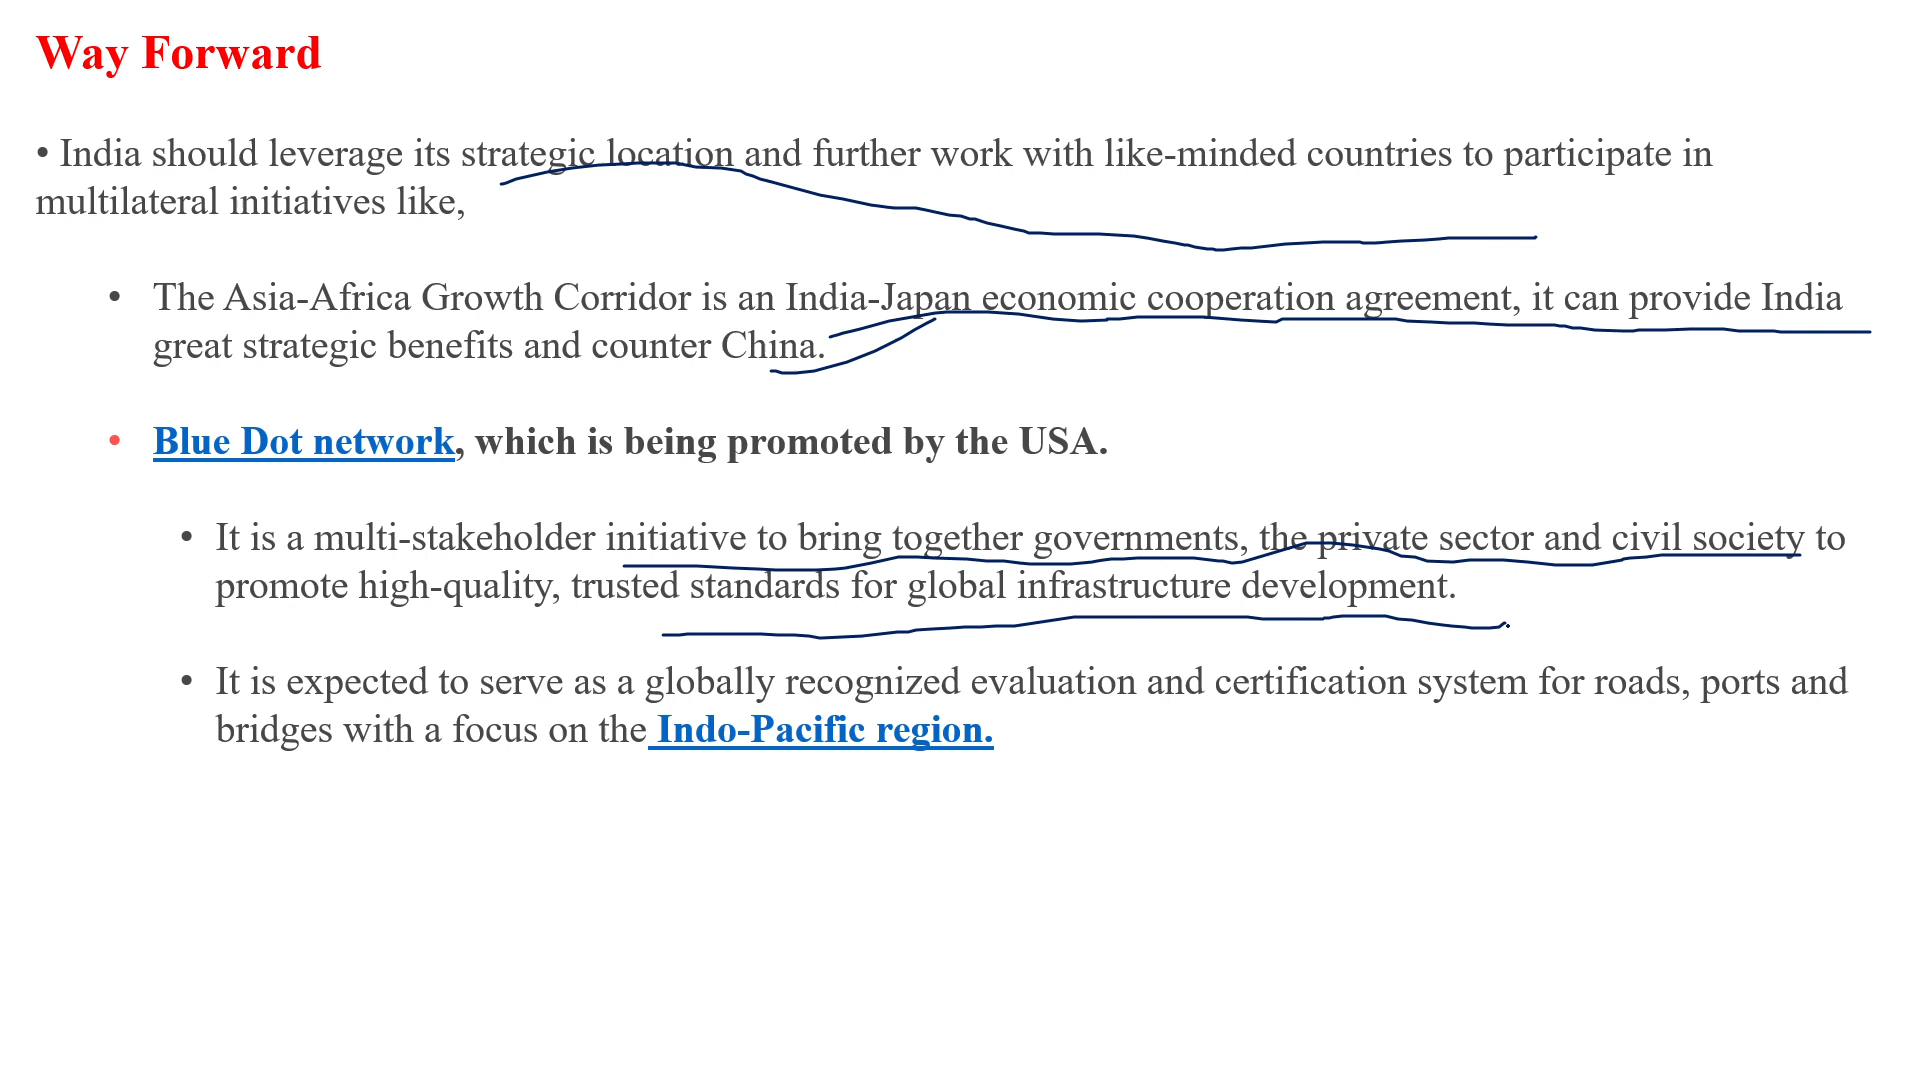 Way Forward
• India should leverage its strategic location and further work with like-minded countries to participate in
multilateral initiatives like,
• The Asia-Africa Growth Corridor is an India-Japan economic cooperation agreement, it can provide India
great strategic benefits and counter China.
• Blue Dot network, which is being promoted by the USA.
• It is a multi-stakeholder initiative to bring together governments, the private sector and civil society to
promote high-quality, trusted standards for global infrastructure development.
• It is expected to serve as a globally recognized evaluation and certification system for roads, ports and
bridges with a focus on the Indo-Pacific region.